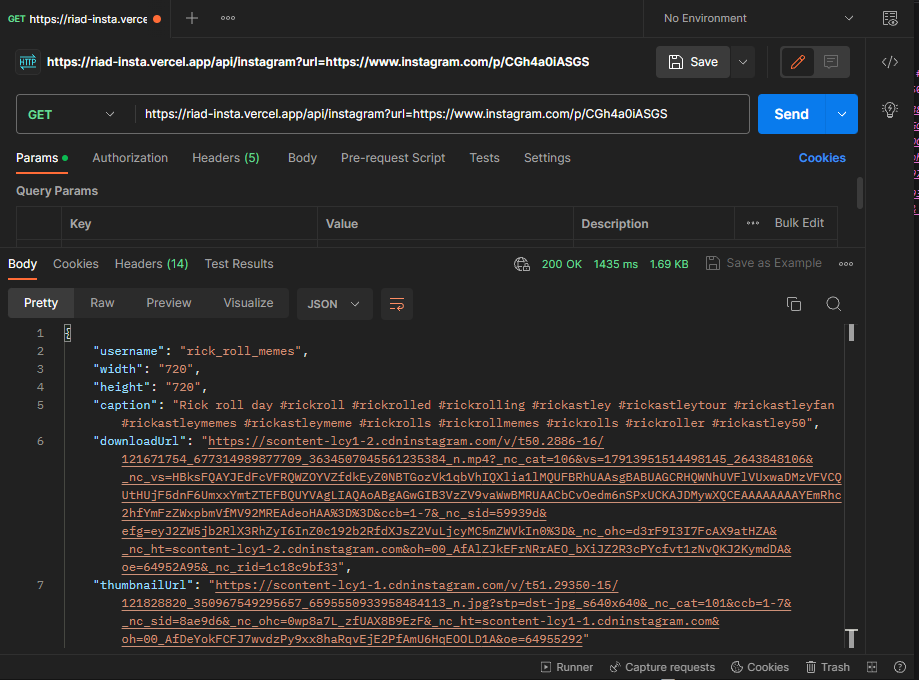 GET https://riad-insta.verce
No Environment
HTTP https://riad-insta.vercel.app/api/instagram?url=https://www.instagram.com/p/CGh4a0iASGS
Save
GET https://riad-insta.vercel.app/api/instagram?url=https://www.instagram.com/p/CGh4a0iASGS
Send
Params Authorization Headers (5) Body Pre-request Script Tests Settings Cookies
Query Params
Key Value Description Bulk Edit
Body Cookies Headers (14) Test Results 200 OK 1435 ms 1.69 KB Save as Example
Pretty Raw Preview Visualize JSON
1 {
2 "username": "rick_roll_memes",
3 "width": "720",
4 "height": "720",
5 "caption": "Rick roll day #rickroll #rickrolled #rickrolling #rickastley #rickastleytour #rickastleyfan
#rickastleymemes #rickastleymeme #rickrolls #rickrollmemes #rickrolls #rickroller #rickastley50",
6 "downloadUrl": "https://scontent-lcy1-2.cdninstagram.com/v/t50.2886-16/
121671754_677314989877709_3634507045561235384_n.mp4?_nc_cat=106&vs=17913951514498145_2643848106&
_nc_vs=HBksFQAYJEdFcVFRQWZOYVZfdkEyZ0NBTGozVk1qbVhIQXlia1lMQUFBRhUAAsgBABUAGCRHQWNhUVFlVUxwaDMzVFVCQ
UtHUjF5dnF6UmxxYmtZTEFBQUYVAgLIAQAoABgAGwGIB3VzZV9vaWwBMRUAACbCvOedm6nSPxUCKAJDMywXQCEAAAAAAAAYEmRhc
2hfYmFzZWxpbmVfMV92MREAdeoHAA%3D%3D&ccb=1-7&_nc_sid=59939d&
efg=eyJ2ZW5jb2RlX3RhZyI6InZ0c192b2RfdXJsZ2VuLjcyMC5mZWVkIn0%3D&_nc_ohc=d3rF9I3I7FcAX9atHZA&
_nc_ht=scontent-lcy1-2.cdninstagram.com&oh=00_AfAlZJkEFrNRrAEO_bXiJZ2R3cPYcfvt1zNvQKJ2KymdDA&
oe=64952A95&_nc_rid=1c18c9bf33",
7 "thumbnailUrl": "https://scontent-lcy1-1.cdninstagram.com/v/t51.29350-15/
121828820_350967549295657_6595550933958484113_n.jpg?stp=dst-jpg_s640x640&_nc_cat=101&ccb=1-7&
_nc_sid=8ae9d6&_nc_ohc=0wp8a7L_zfUAX8B9EzF&_nc_ht=scontent-lcy1-1.cdninstagram.com&
oh=00_AfDeYokFCFJ7wvdzPy9xx8haRqvEjE2PfAmU6HqEOOLD1A&oe=64955292"
Runner Capture requests Cookies Trash